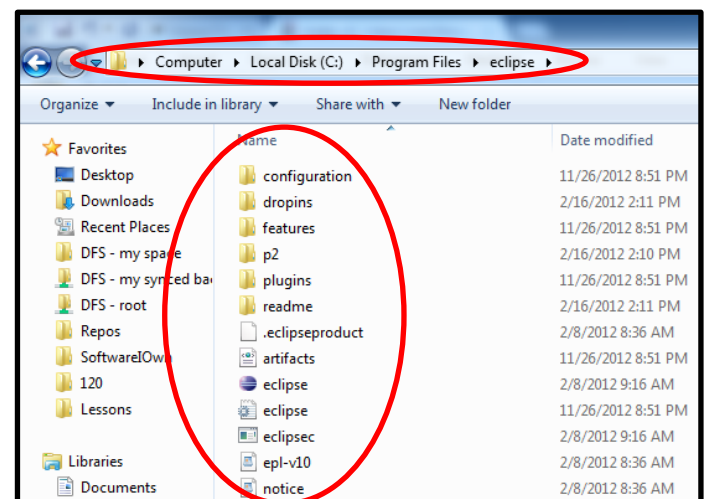 Computer Local Disk (C:) Program Files eclipse
Organize Include in library Share with New folder
Name Date modified
Favorites
Desktop
Downloads
Recent Places
DFS - my space
DFS - my synced ba
DFS - root
Repos
SoftwareIOwn
120
Lessons
Libraries
Documents
configuration 11/26/2012 8:51 PM
dropins 2/16/2012 2:11 PM
features 11/26/2012 8:51 PM
p2 2/16/2012 2:10 PM
plugins 11/26/2012 8:51 PM
readme 2/16/2012 2:11 PM
.eclipseproduct 2/8/2012 8:36 AM
artifacts 11/26/2012 8:51 PM
eclipse 2/8/2012 9:16 AM
eclipse 11/26/2012 8:51 PM
eclipsec 2/8/2012 9:16 AM
epl-v10 2/8/2012 8:36 AM
notice 2/8/2012 8:36 AM